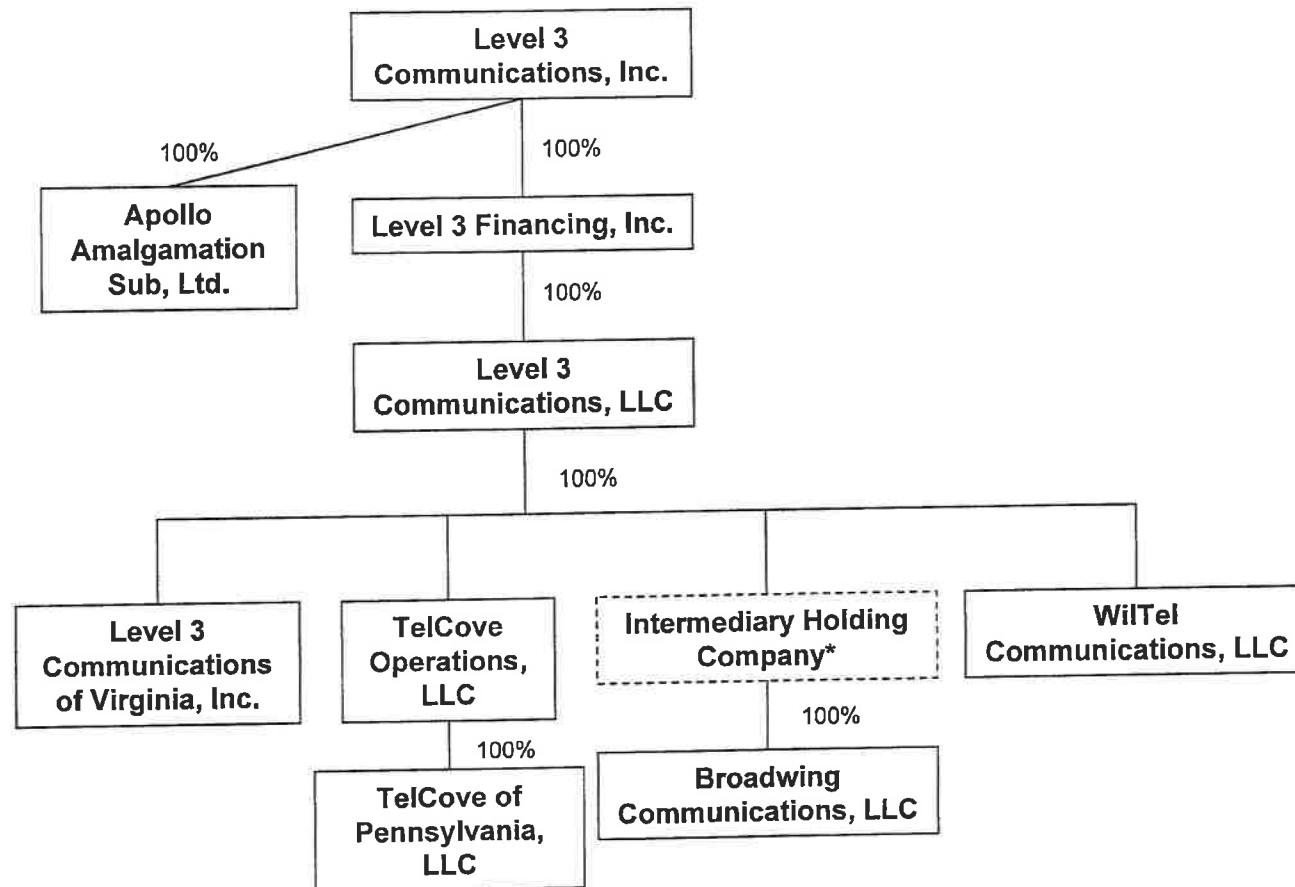 Level 3
Communications, Inc.
100%
100%
Apollo
Amalgamation
Sub, Ltd.
Level 3 Financing, Inc.
100%
Level 3
Communications, LLC
100%
Level 3
Communications
of Virginia, Inc.
TelCove
Operations,
LLC
Intermediary Holding
Company*
WilTel
Communications, LLC
100%
100%
TelCove of
Pennsylvania,
LLC
Broadwing
Communications, LLC